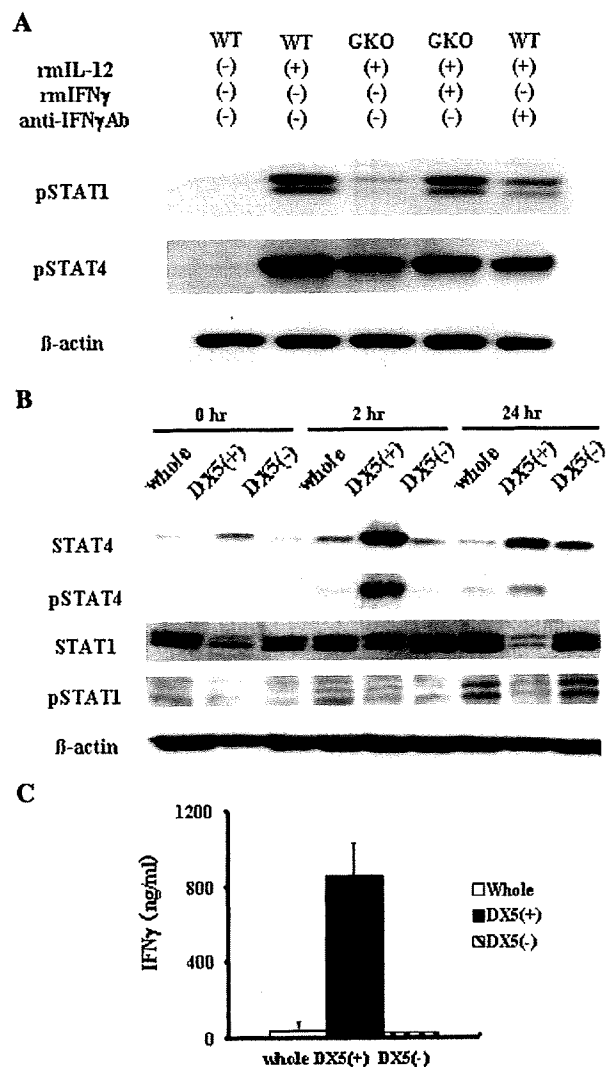 A
WT WT GKO GKO WT
rmIL-12 (-) (+) (+) (+) (+)
rmIFNγ (-) (-) (-) (+) (-)
anti-IFNγAb (-) (-) (-) (-) (+)
pSTAT1
pSTAT4
ß-actin
B
0 hr 2 hr 24 hr
whole DX5(+) DX5(-) whole DX5(+) DX5(-) whole DX5(+) DX5(-)
STAT4
pSTAT4
STAT1
pSTAT1
ß-actin
C
1200
800
400
0
IFNγ (ng/ml)
Whole
DX5(+)
DX5(-)
whole DX5(+) DX5(-)